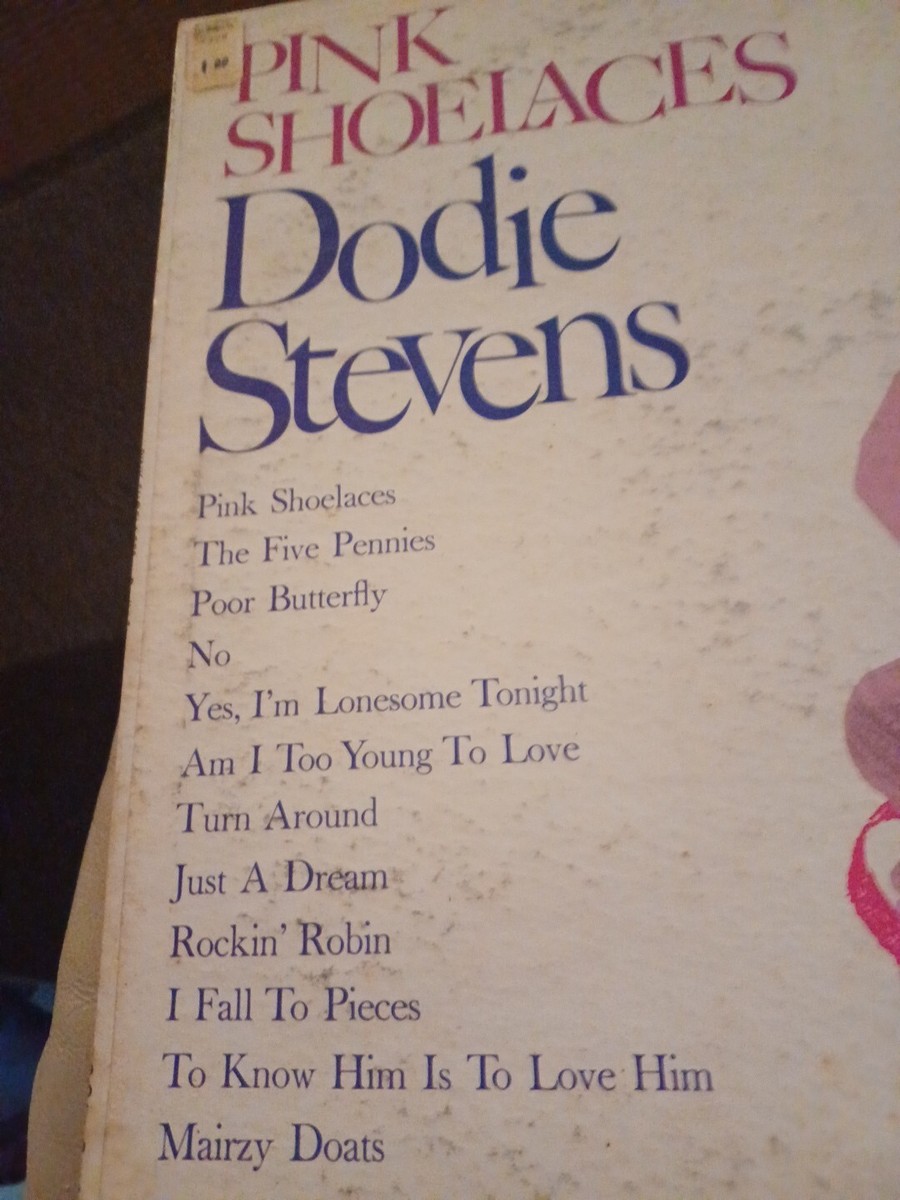 PINK
SHOELACES
Dodie
Stevens
Pink Shoelaces
The Five Pennies
Poor Butterfly
No
Yes, I'm Lonesome Tonight
Am I Too Young To Love
Turn Around
Just A Dream
Rockin' Robin
I Fall To Pieces
To Know Him Is To Love Him
Mairzy Doats